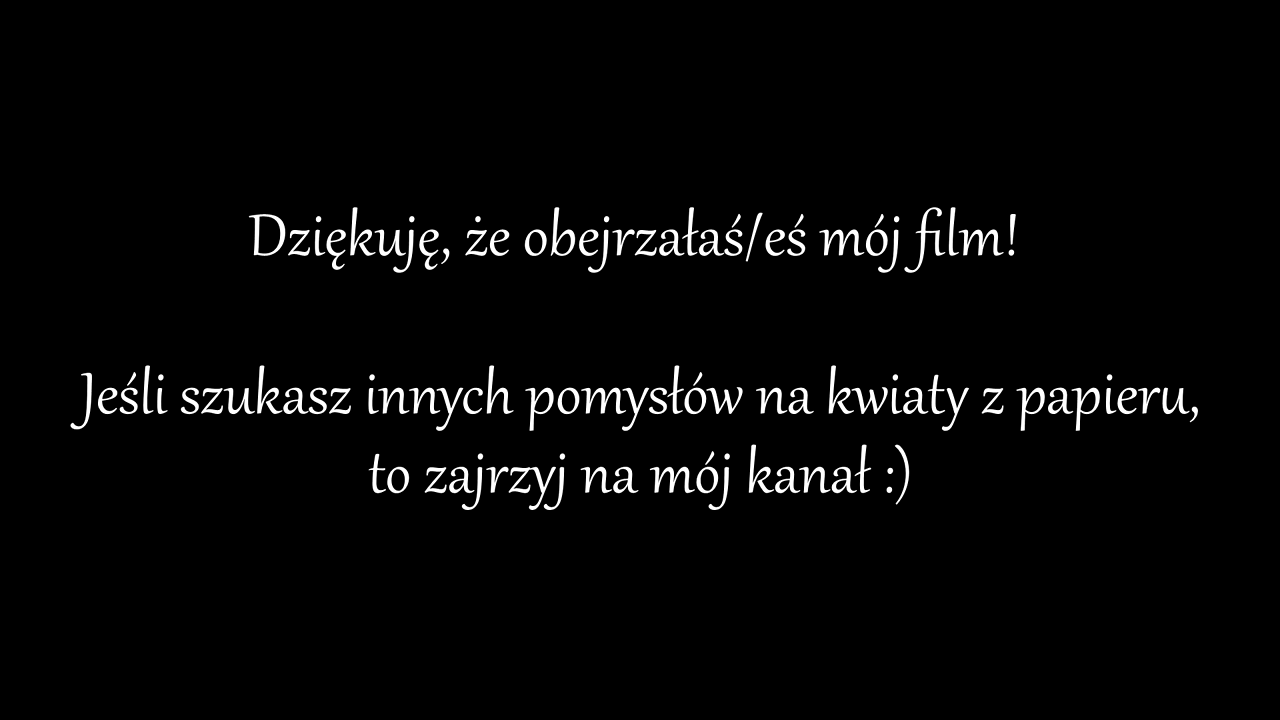 Dziękuję, że obejrzałaś/eś mój film!
Jeśli szukasz innych pomysłów na kwiaty z papieru,
to zajrzyj na mój kanał :)